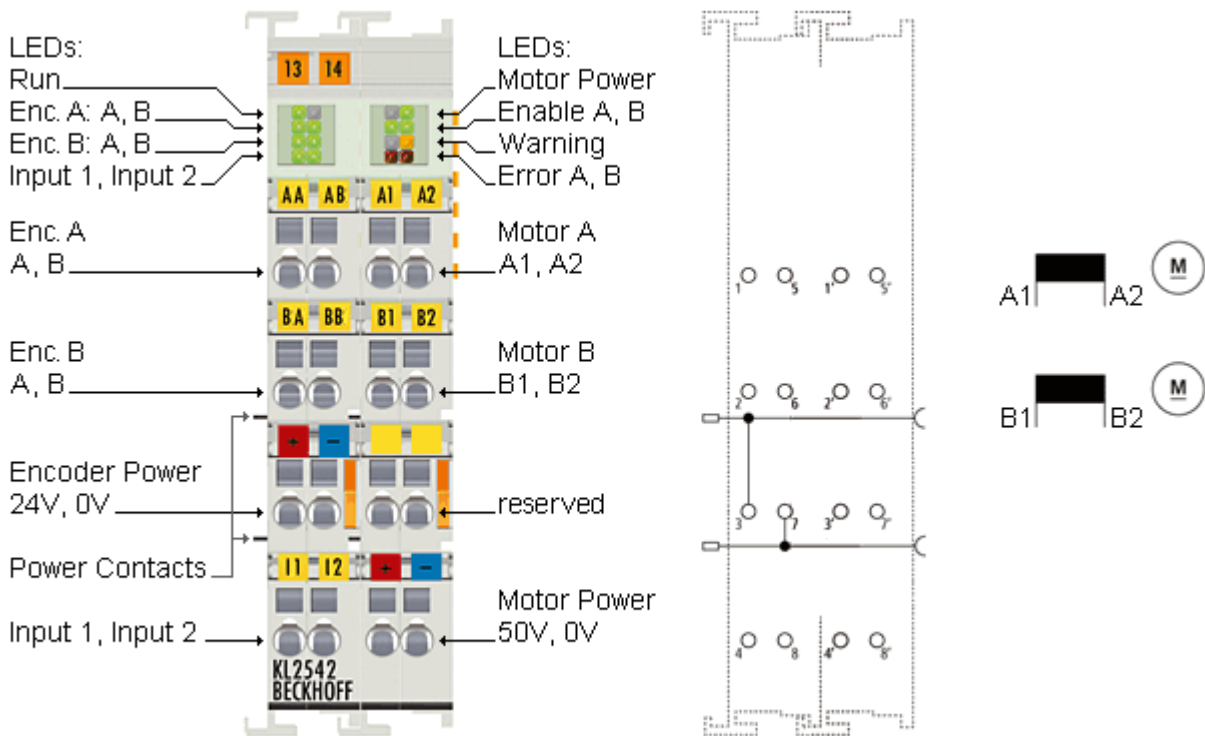 LEDs:
Run
Enc. A: A, B
Enc. B: A, B
Input 1, Input 2
Enc. A
A, B
Enc. B
A, B
Encoder Power
24V, 0V
Power Contacts
Input 1, Input 2
13 14
AA AB A1 A2
BA BB B1 B2
+ -
I1 I2 + -
KL2542
BECKHOFF
LEDs:
Motor Power
Enable A, B
Warning
Error A, B
Motor A
A1, A2
Motor B
B1, B2
reserved
Motor Power
50V, 0V
1 5 1' 5'
2 6 2' 6'
3 7 3' 7'
4 8 4' 8'
A1 A2 M
B1 B2 M